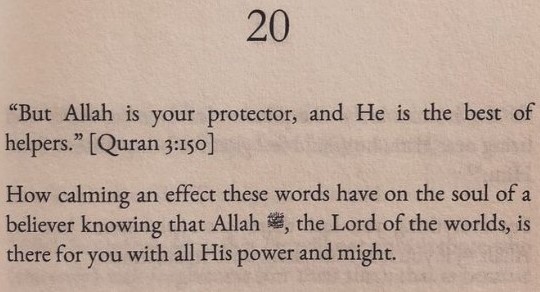 20
“But Allah is your protector, and He is the best of
helpers.” [Quran 3:150]
How calming an effect these words have on the soul of a
believer knowing that Allah ﷻ, the Lord of the worlds, is
there for you with all His power and might.